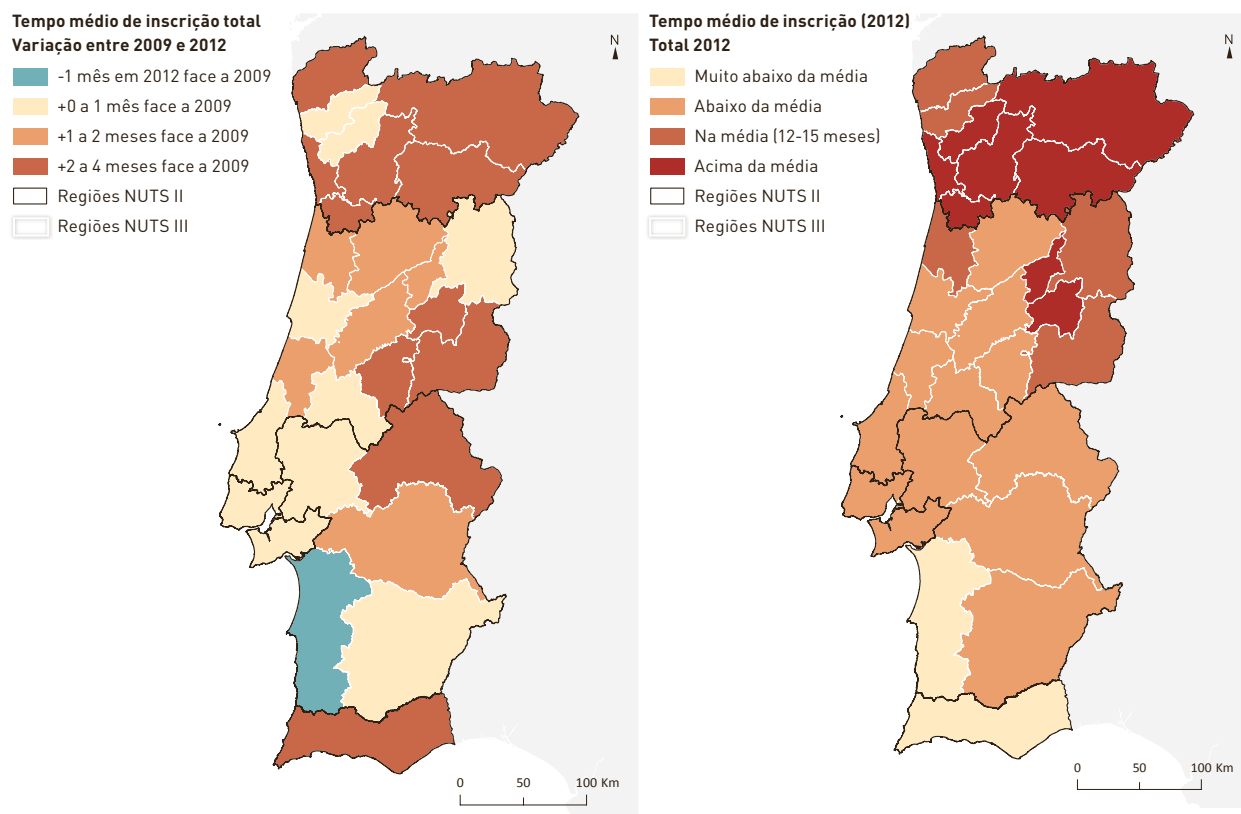 Tempo médio de inscrição total
Variação entre 2009 e 2012
-1 mês em 2012 face a 2009
+0 a 1 mês face a 2009
+1 a 2 meses face a 2009
+2 a 4 meses face a 2009
Regiões NUTS II
Regiões NUTS III
N
0 50 100 Km
Tempo médio de inscrição (2012)
Total 2012
Muito abaixo da média
Abaixo da média
Na média (12-15 meses)
Acima da média
Regiões NUTS II
Regiões NUTS III
N
0 50 100 Km